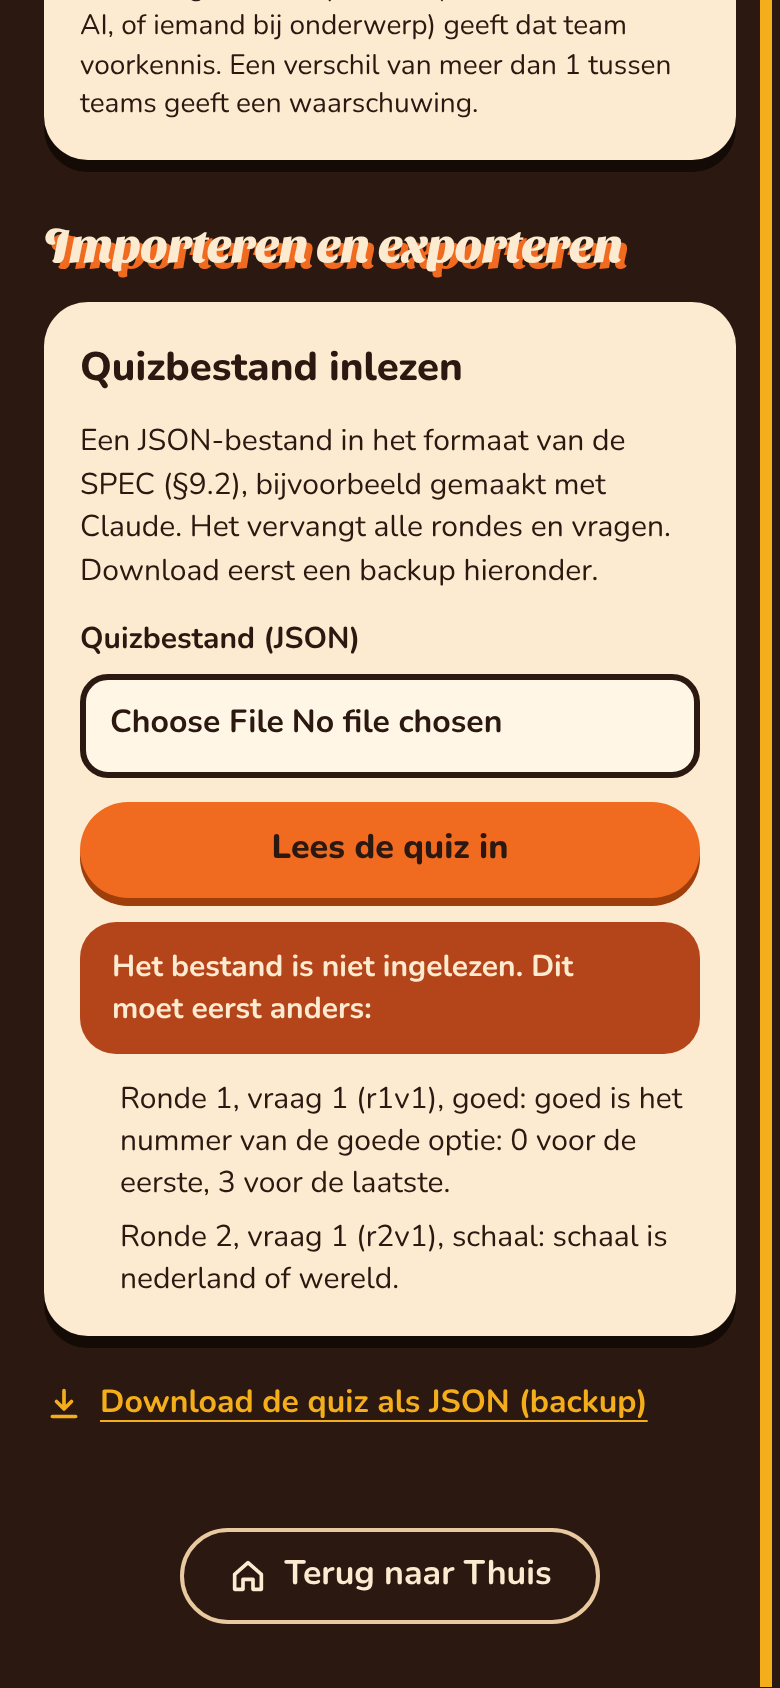 AI, of iemand bij onderwerp) geeft dat team
voorkennis. Een verschil van meer dan 1 tussen
teams geeft een waarschuwing.
Importeren en exporteren
Quizbestand inlezen
Een JSON-bestand in het formaat van de
SPEC (§9.2), bijvoorbeeld gemaakt met
Claude. Het vervangt alle rondes en vragen.
Download eerst een backup hieronder.
Quizbestand (JSON)
Choose File No file chosen
Lees de quiz in
Het bestand is niet ingelezen. Dit
moet eerst anders:
Ronde 1, vraag 1 (r1v1), goed: goed is het
nummer van de goede optie: 0 voor de
eerste, 3 voor de laatste.
Ronde 2, vraag 1 (r2v1), schaal: schaal is
nederland of wereld.
Download de quiz als JSON (backup)
Terug naar Thuis